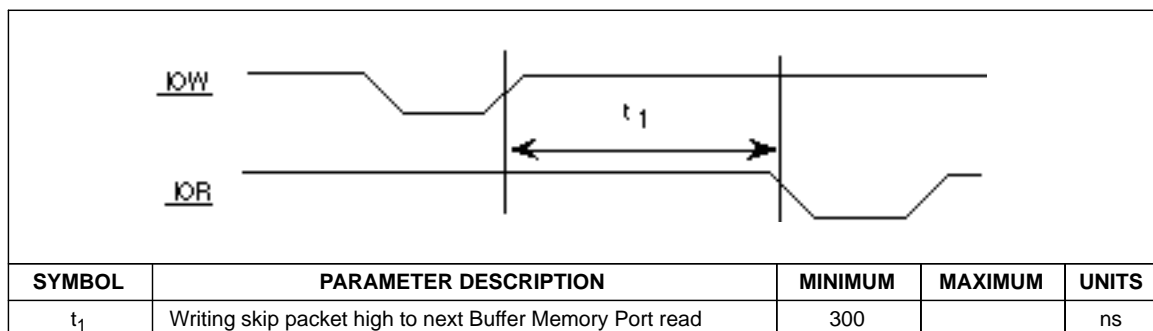 IOW
t 1
IOR
SYMBOL PARAMETER DESCRIPTION MINIMUM MAXIMUM UNITS
t1 Writing skip packet high to next Buffer Memory Port read 300 ns